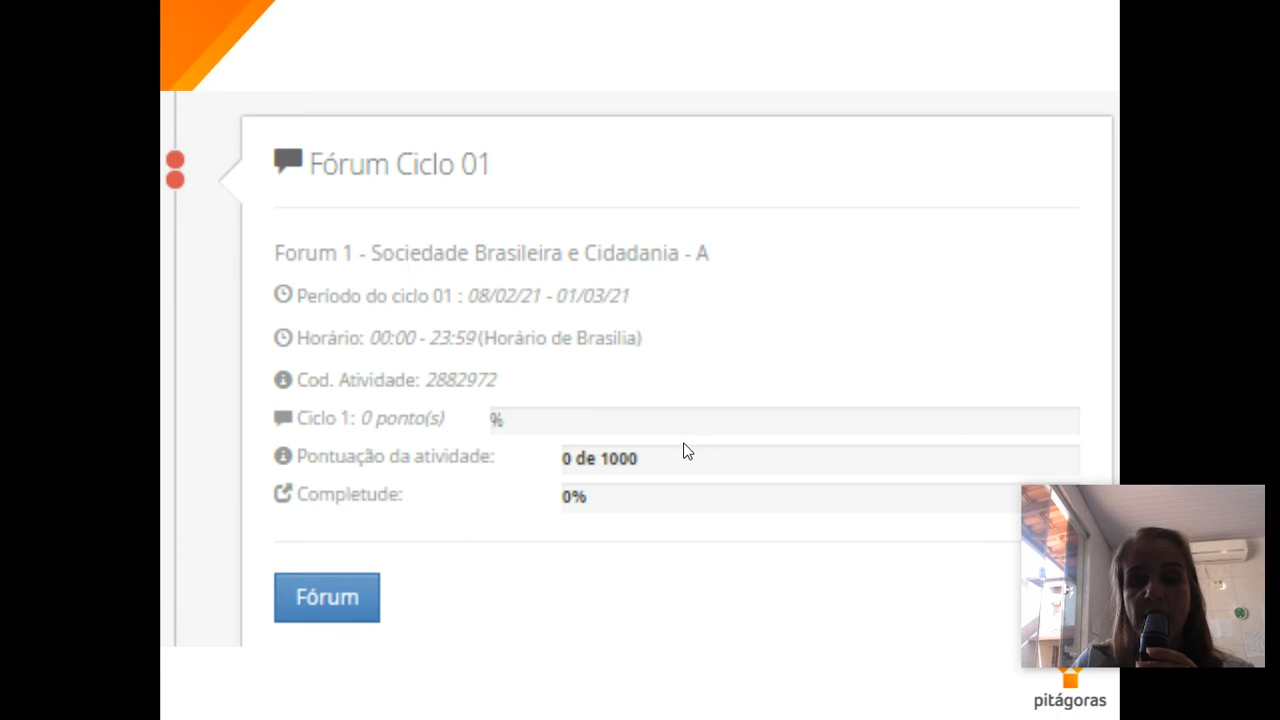 Fórum Ciclo 01
Forum 1 - Sociedade Brasileira e Cidadania - A
Período do ciclo 01 : 08/02/21 - 01/03/21
Horário: 00:00 - 23:59 (Horário de Brasilia)
Cod. Atividade: 2882972
Ciclo 1: 0 ponto(s) %
Pontuação da atividade: 0 de 1000
Completude: 0%
Fórum
pitágoras